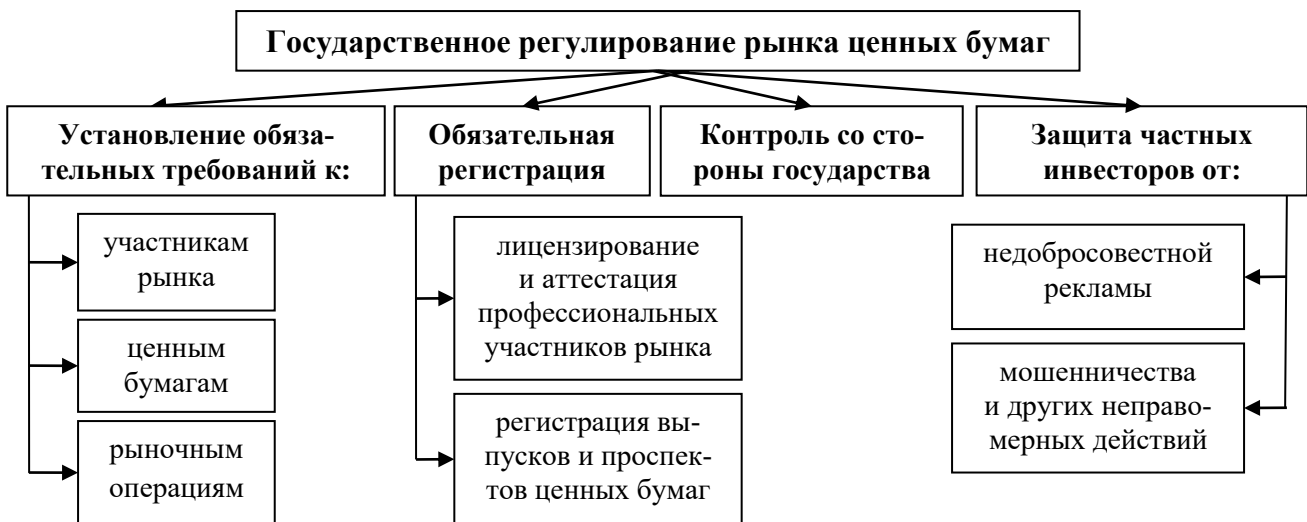 Государственное регулирование рынка ценных бумаг
Установление обяза-
тельных требований к:
участникам
рынка
ценным
бумагам
рыночным
операциям
Обязательная
регистрация
лицензирование
и аттестация
профессиональных
участников рынка
регистрация вы-
пусков и проспек-
тов ценных бумаг
Контроль со сто-
роны государства
Защита частных
инвесторов от:
недобросовестной
рекламы
мошенничества
и других неправо-
мерных действий